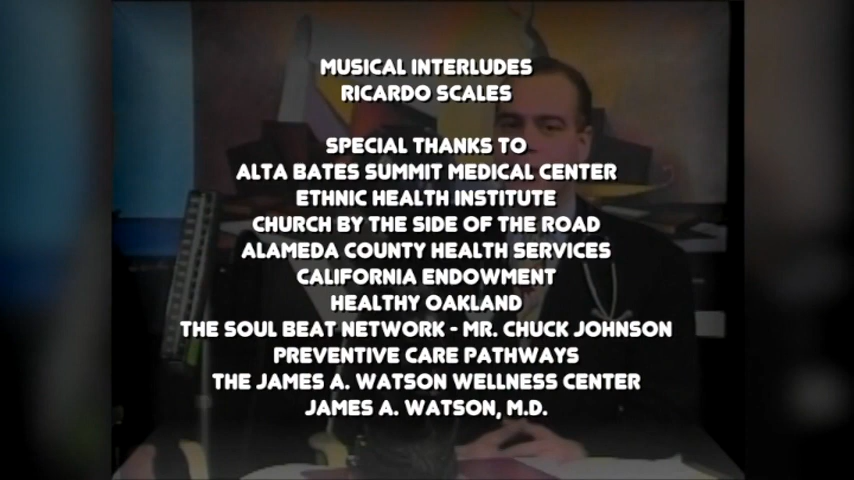 MUSICAL INTERLUDES
RICARDO SCALES
SPECIAL THANKS TO
ALTA BATES SUMMIT MEDICAL CENTER
ETHNIC HEALTH INSTITUTE
CHURCH BY THE SIDE OF THE ROAD
ALAMEDA COUNTY HEALTH SERVICES
CALIFORNIA ENDOWMENT
HEALTHY OAKLAND
THE SOUL BEAT NETWORK - MR. CHUCK JOHNSON
PREVENTIVE CARE PATHWAYS
THE JAMES A. WATSON WELLNESS CENTER
JAMES A. WATSON, M.D.